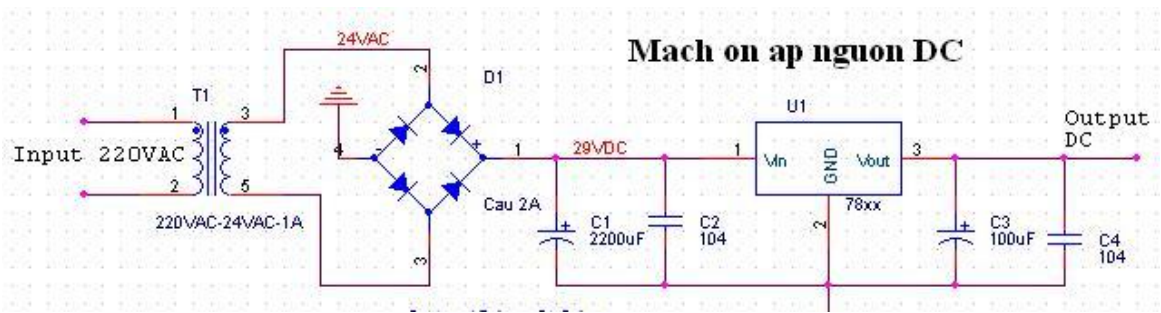 Mach on ap nguon DC
24VAC
2
D1
T1
1
3
Input 220VAC
4
-
+
1
29VDC
U1
1
Vin
GND
Vout
3
Output
DC
2
5
220VAC-24VAC-1A
Cau 2A
78xx
2
C1
2200uF
C2
104
C3
100uF
C4
104
+
+
3